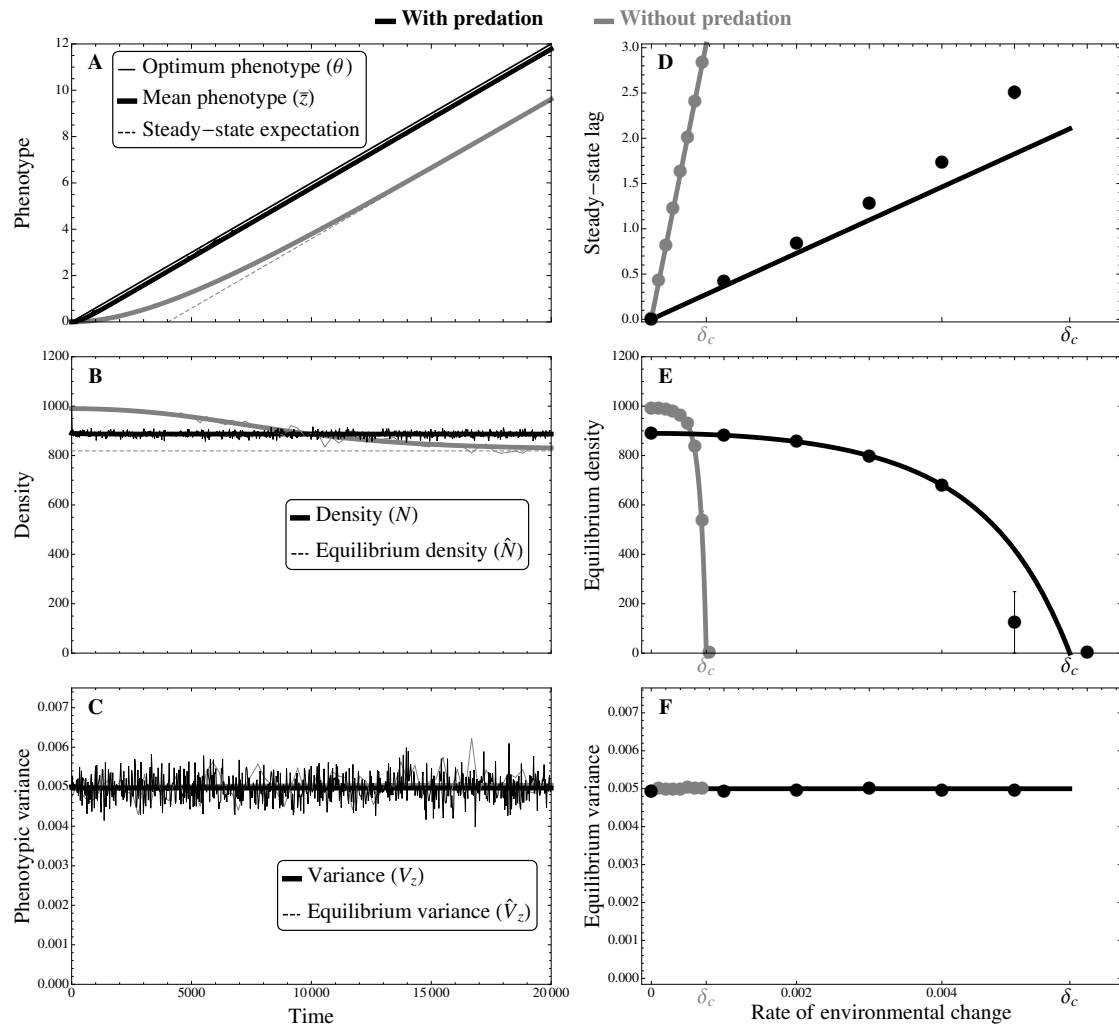 With predation
Without predation
A
Optimum phenotype (θ)
Mean phenotype (z̄)
Steady−state expectation
Phenotype
12
10
8
6
4
2
0
D
Steady−state lag
3.0
2.5
2.0
1.5
1.0
0.5
0.0
δc
δc
B
Density (N)
Equilibrium density (N̂)
Density
1200
1000
800
600
400
200
0
E
Equilibrium density
1200
1000
800
600
400
200
0
δc
δc
C
Variance (Vz)
Equilibrium variance (V̂z)
Phenotypic variance
0.007
0.006
0.005
0.004
0.003
0.002
0.001
0.000
0
5000
10 000
15 000
20 000
Time
F
Equilibrium variance
0.007
0.006
0.005
0.004
0.003
0.002
0.001
0.000
0
δc
0.002
0.004
δc
Rate of environmental change